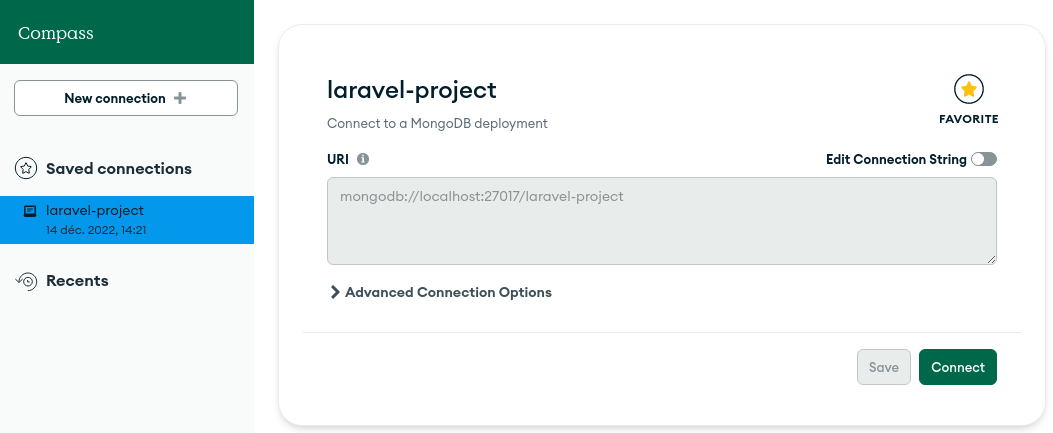 Compass
New connection
Saved connections
laravel-project
14 déc. 2022, 14:21
Recents
laravel-project
Connect to a MongoDB deployment
FAVORITE
URI
Edit Connection String
mongodb://localhost:27017/laravel-project
Advanced Connection Options
Save
Connect